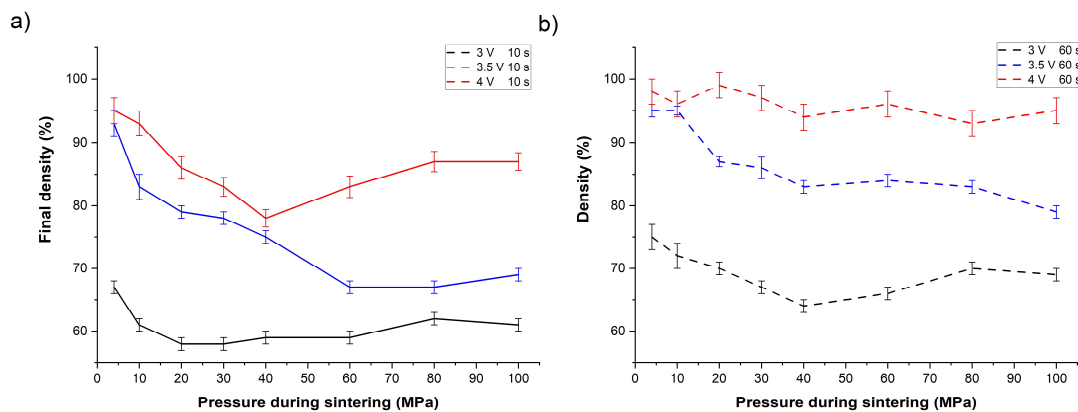 a)
3 V 10 s
3.5 V 10 s
4 V 10 s
100
90
80
70
60
Final density (%)
0 10 20 30 40 50 60 70 80 90 100
Pressure during sintering (MPa)
b)
3 V 60 s
3.5 V 60 s
4 V 60 s
100
90
80
70
60
Density (%)
0 10 20 30 40 50 60 70 80 90 100
Pressure during sintering (MPa)